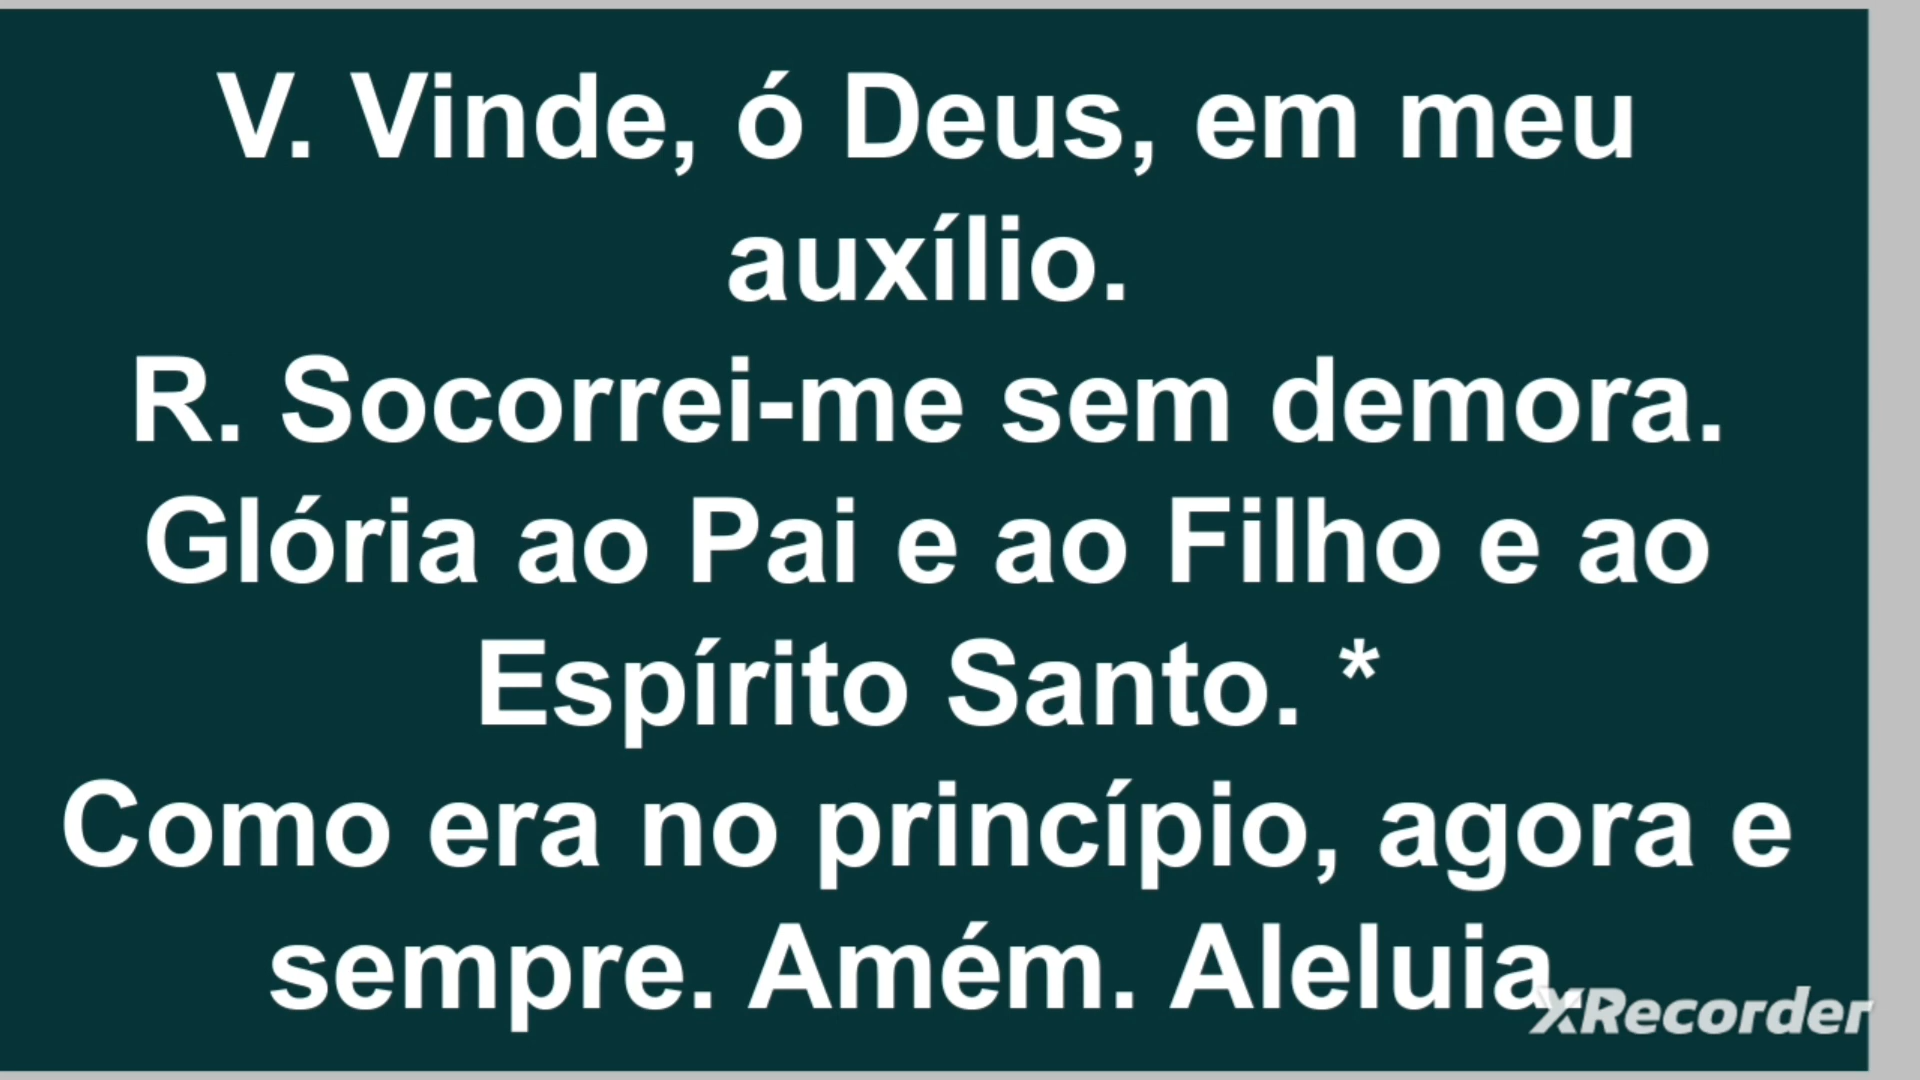 V. Vinde, ó Deus, em meu
auxílio.
R. Socorrei-me sem demora.
Glória ao Pai e ao Filho e ao
Espírito Santo. *
Como era no princípio, agora e
sempre. Amém. Aleluia
XRecorder